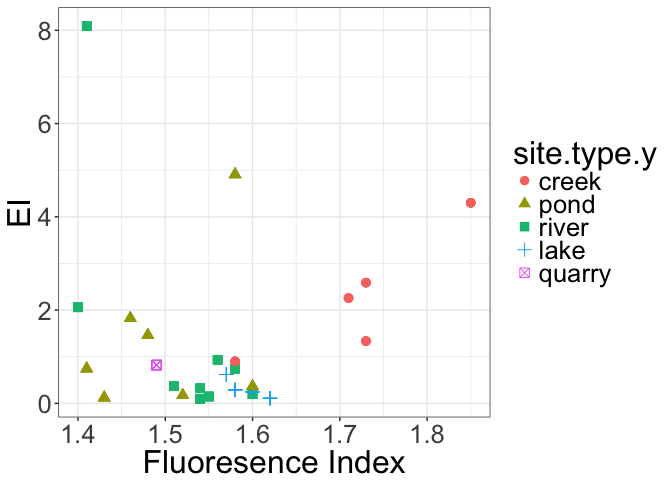 8
6
4
2
0
EI
1.4 1.5 1.6 1.7 1.8
Fluoresence Index
site.type.y
creek
pond
river
lake
quarry